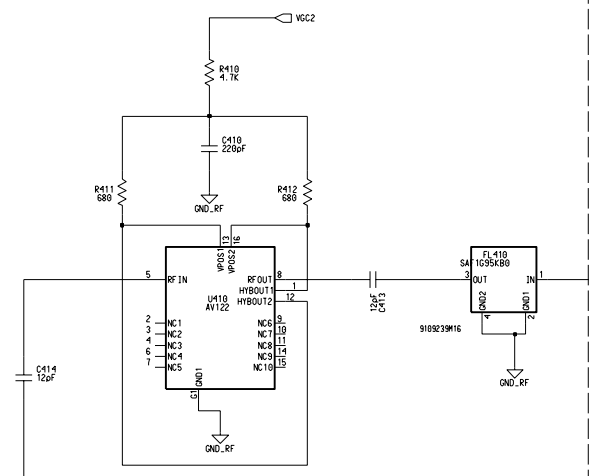 VGC2
R410
4.7K
C410
220pF
GND_RF
R411
680
R412
680
13
16
VPOS1
VPOS2
5
RFIN
RFOUT
8
HYBOUT1
1
HYBOUT2
12
U410
AV122
2
NC1
3
NC2
4
NC3
6
NC4
7
NC5
NC6
9
NC7
10
NC8
11
NC9
14
NC10
15
GND1
G1
GND_RF
C414
12pF
12pF
C413
FL410
SAF1G95KB0
3
OUT
IN
1
GND2
GND1
4
2
9109239M16
GND_RF